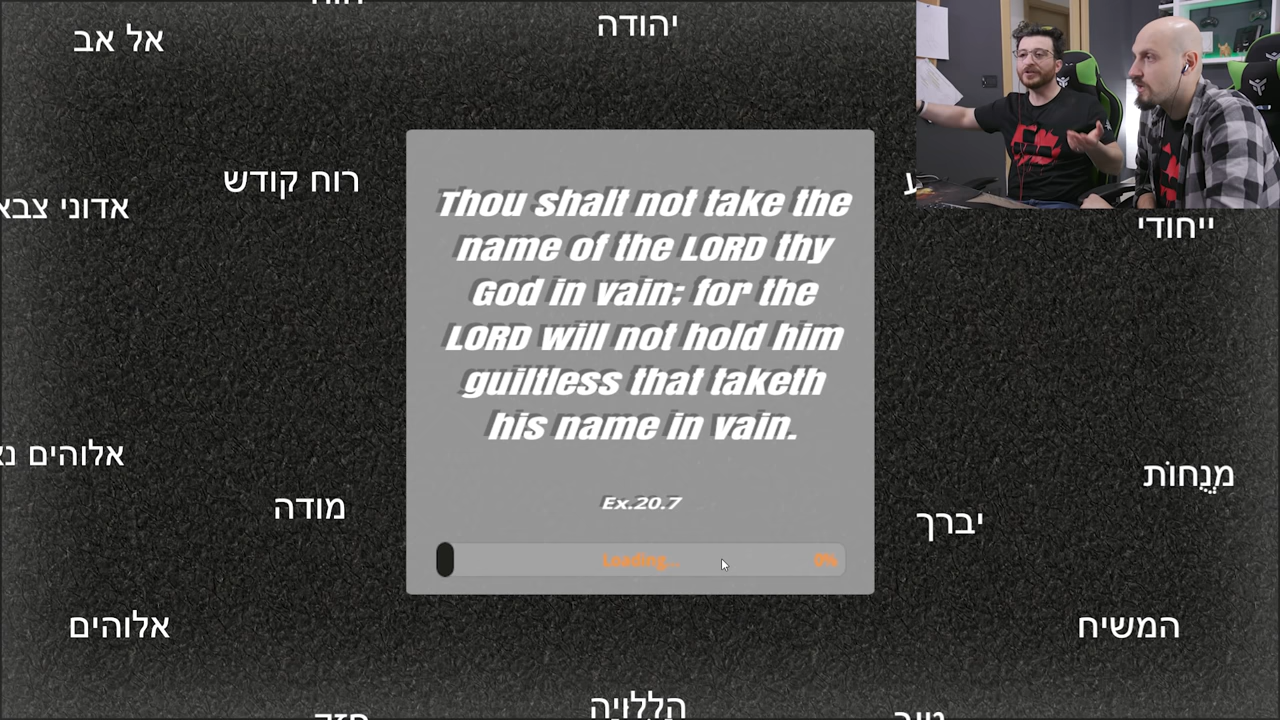 אל אב
יהודה
רוח קודש
אדוני
ייחודי
Thou shalt not take the
name of the LORD thy
God in vain; for the
LORD will not hold him
guiltless that taketh
his name in vain.
אלוהים
מודה
מִנֲחוֹת
יברך
Ex.20.7
Loading...
0%
אלוהים
המשיח
הללויה